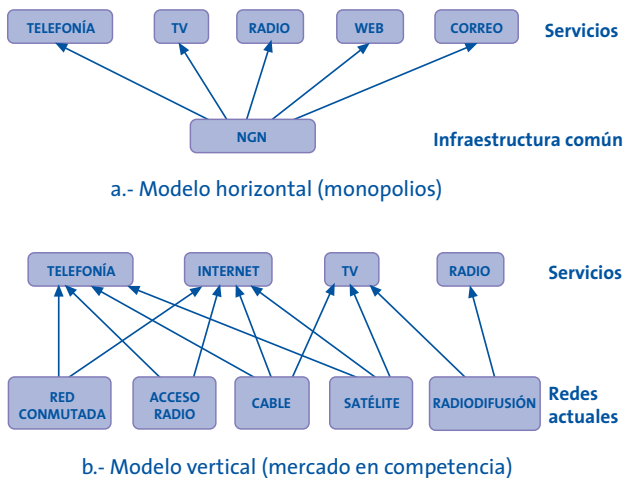 TELEFONÍA
TV
RADIO
WEB
CORREO
Servicios
NGN
Infraestructura común
a.- Modelo horizontal (monopolios)
TELEFONÍA
INTERNET
TV
RADIO
Servicios
RED
CONMUTADA
ACCESO
RADIO
CABLE
SATÉLITE
RADIODIFUSIÓN
Redes
actuales
b.- Modelo vertical (mercado en competencia)